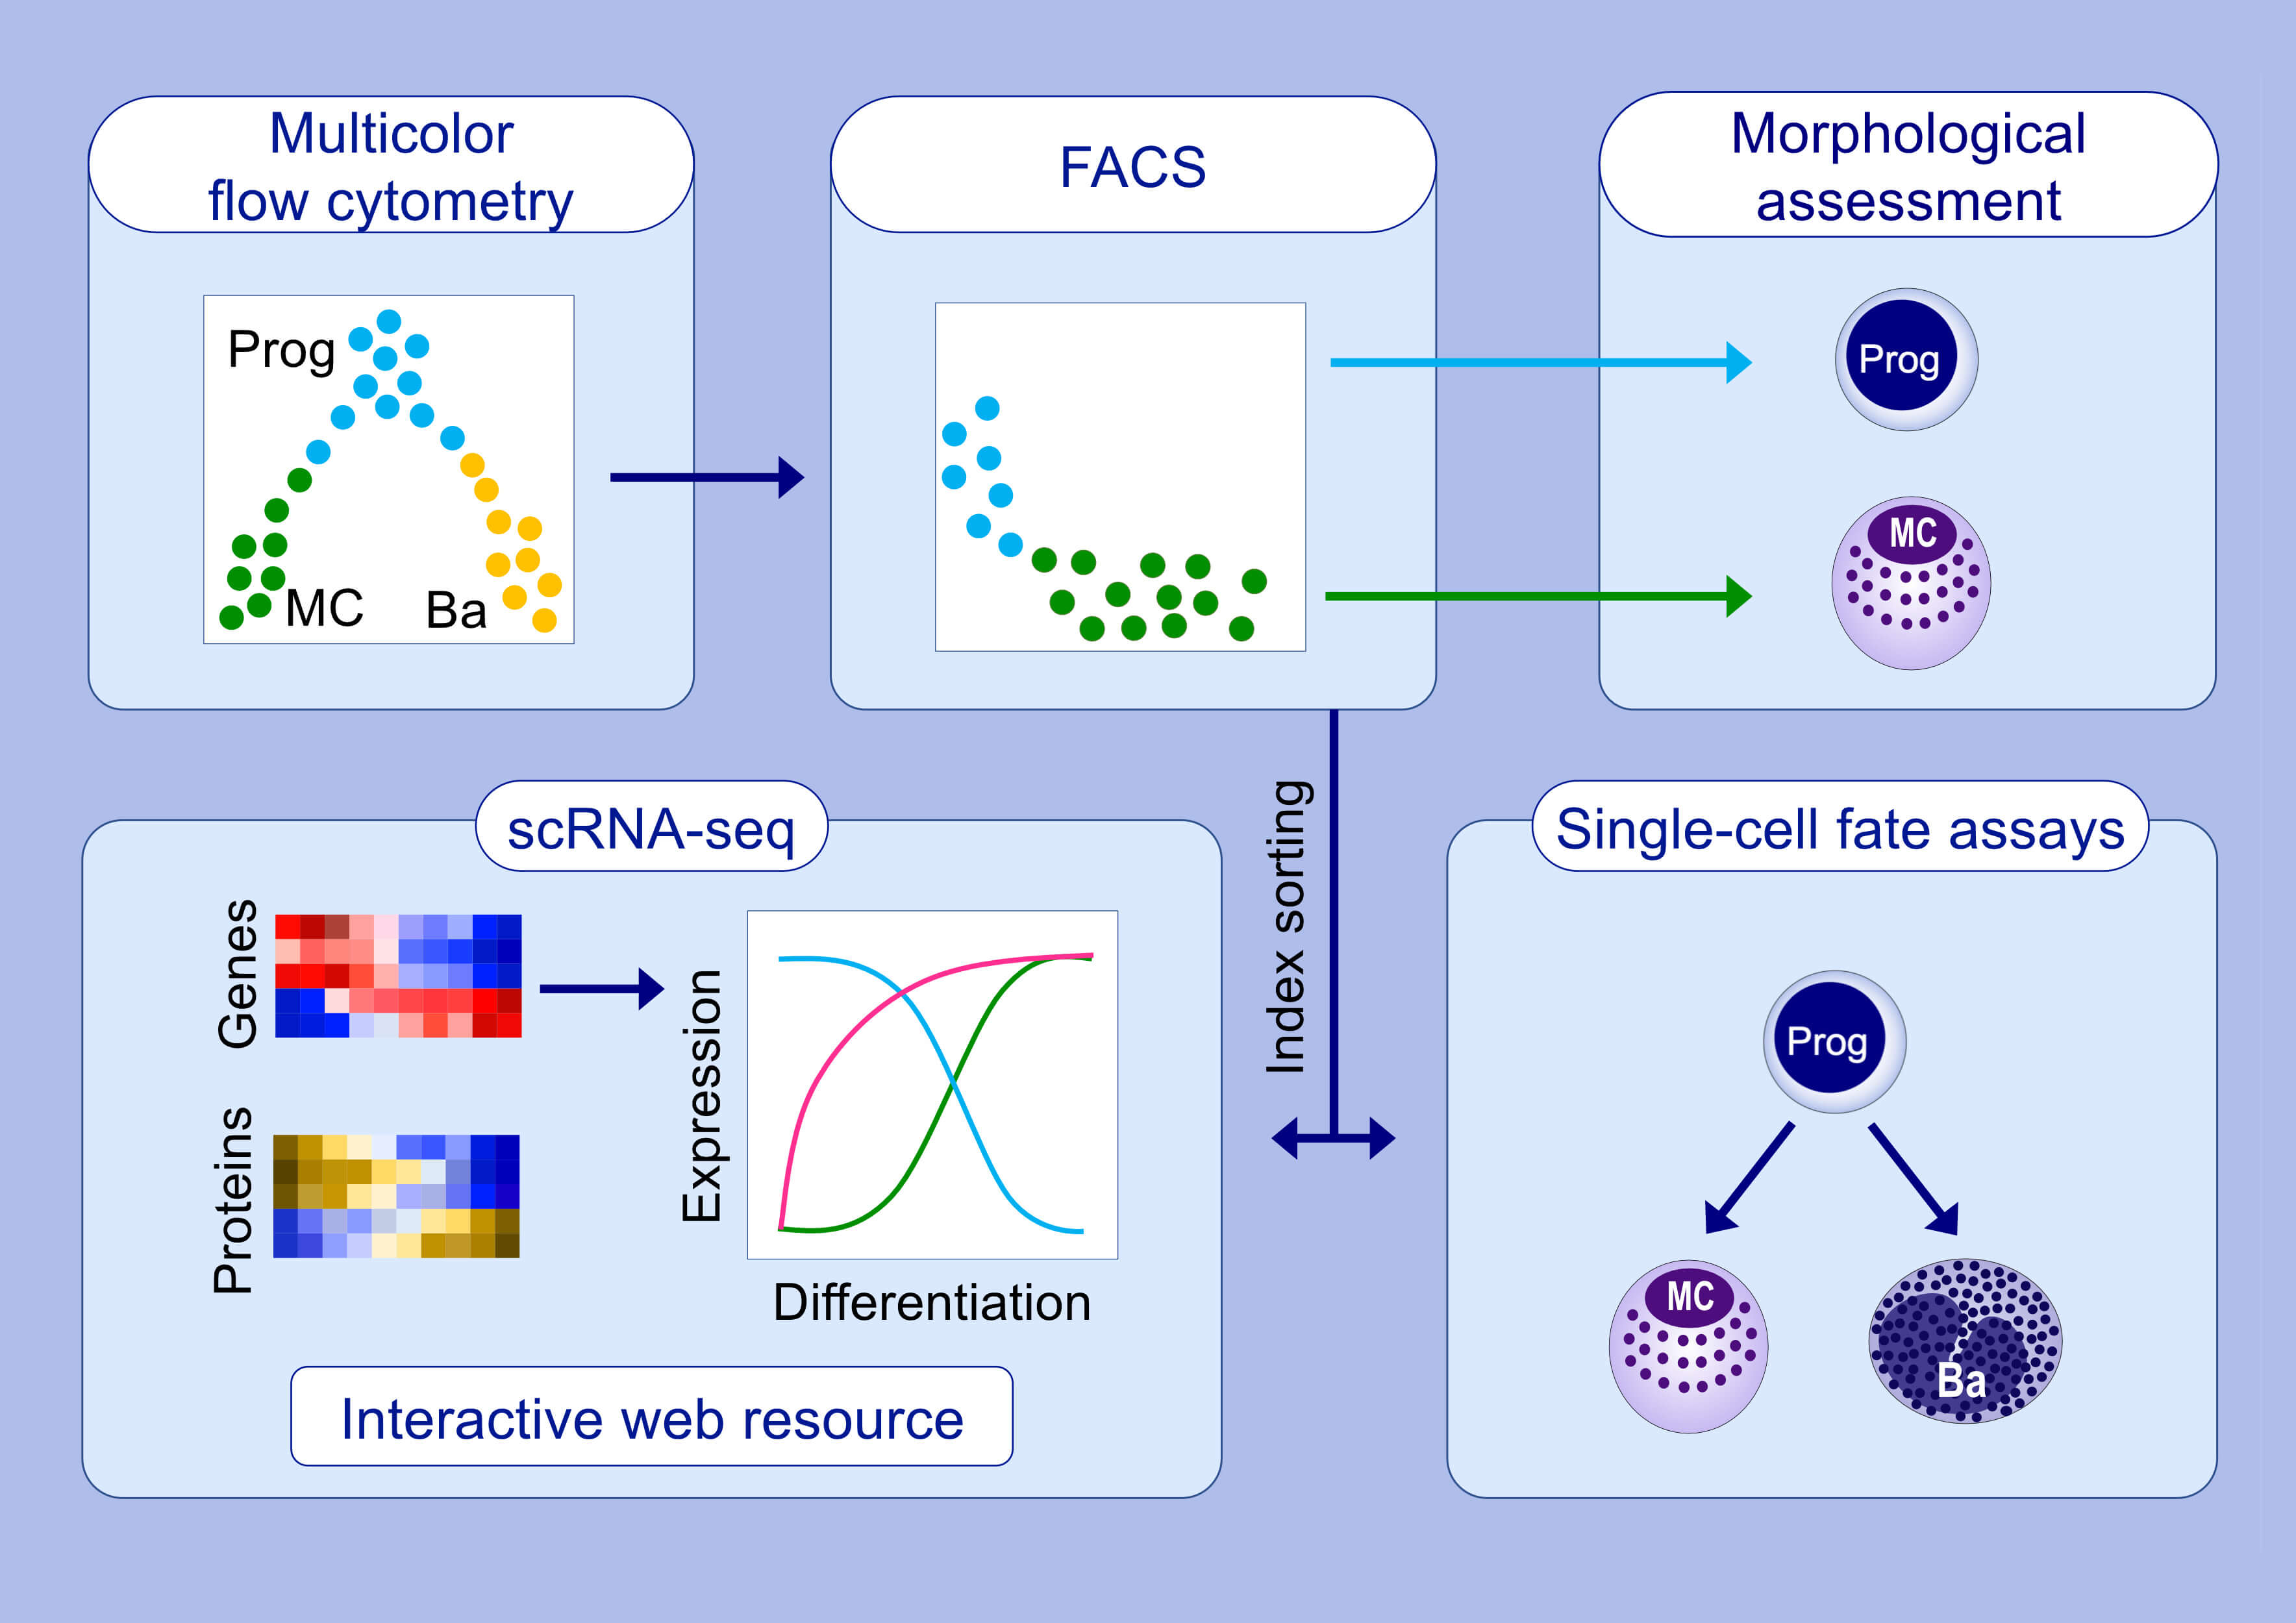 Multicolor
flow cytometry
Prog
MC
Ba
FACS
Morphological
assessment
Prog
MC
scRNA-seq
Genes
Proteins
Expression
Differentiation
Interactive web resource
Index sorting
Single-cell fate assays
Prog
MC
Ba